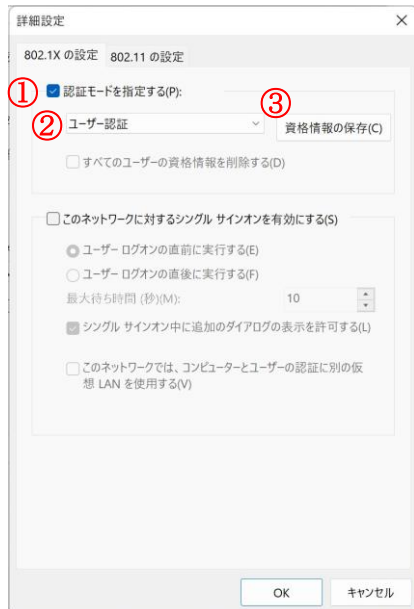 詳細設定
802.1X の設定 802.11 の設定
① 認証モードを指定する(P):
② ユーザー認証
③ 資格情報の保存(C)
すべてのユーザーの資格情報を削除する(D)
このネットワークに対するシングル サインオンを有効にする(S)
ユーザー ログオンの直前に実行する(E)
ユーザー ログオンの直後に実行する(F)
最大待ち時間 (秒)(M): 10
シングル サインオン中に追加のダイアログの表示を許可する(L)
このネットワークでは、コンピューターとユーザーの認証に別の仮
想 LAN を使用する(V)
OK キャンセル